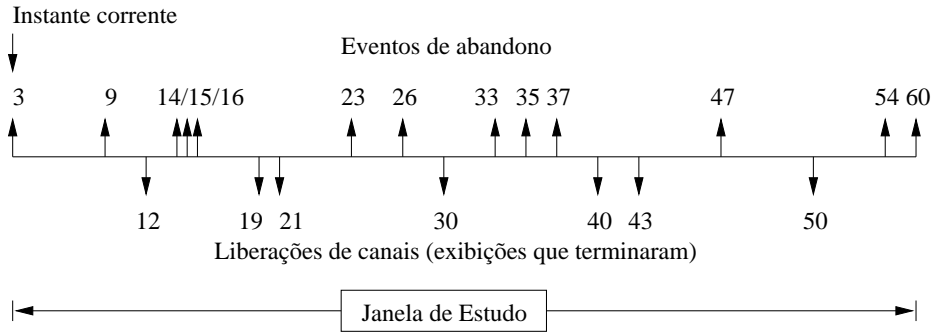 Instante corrente
Eventos de abandono
3 9 14/15/16 23 26 33 35 37 47 54 60
12 19 21 30 40 43 50
Liberações de canais (exibições que terminaram)
Janela de Estudo